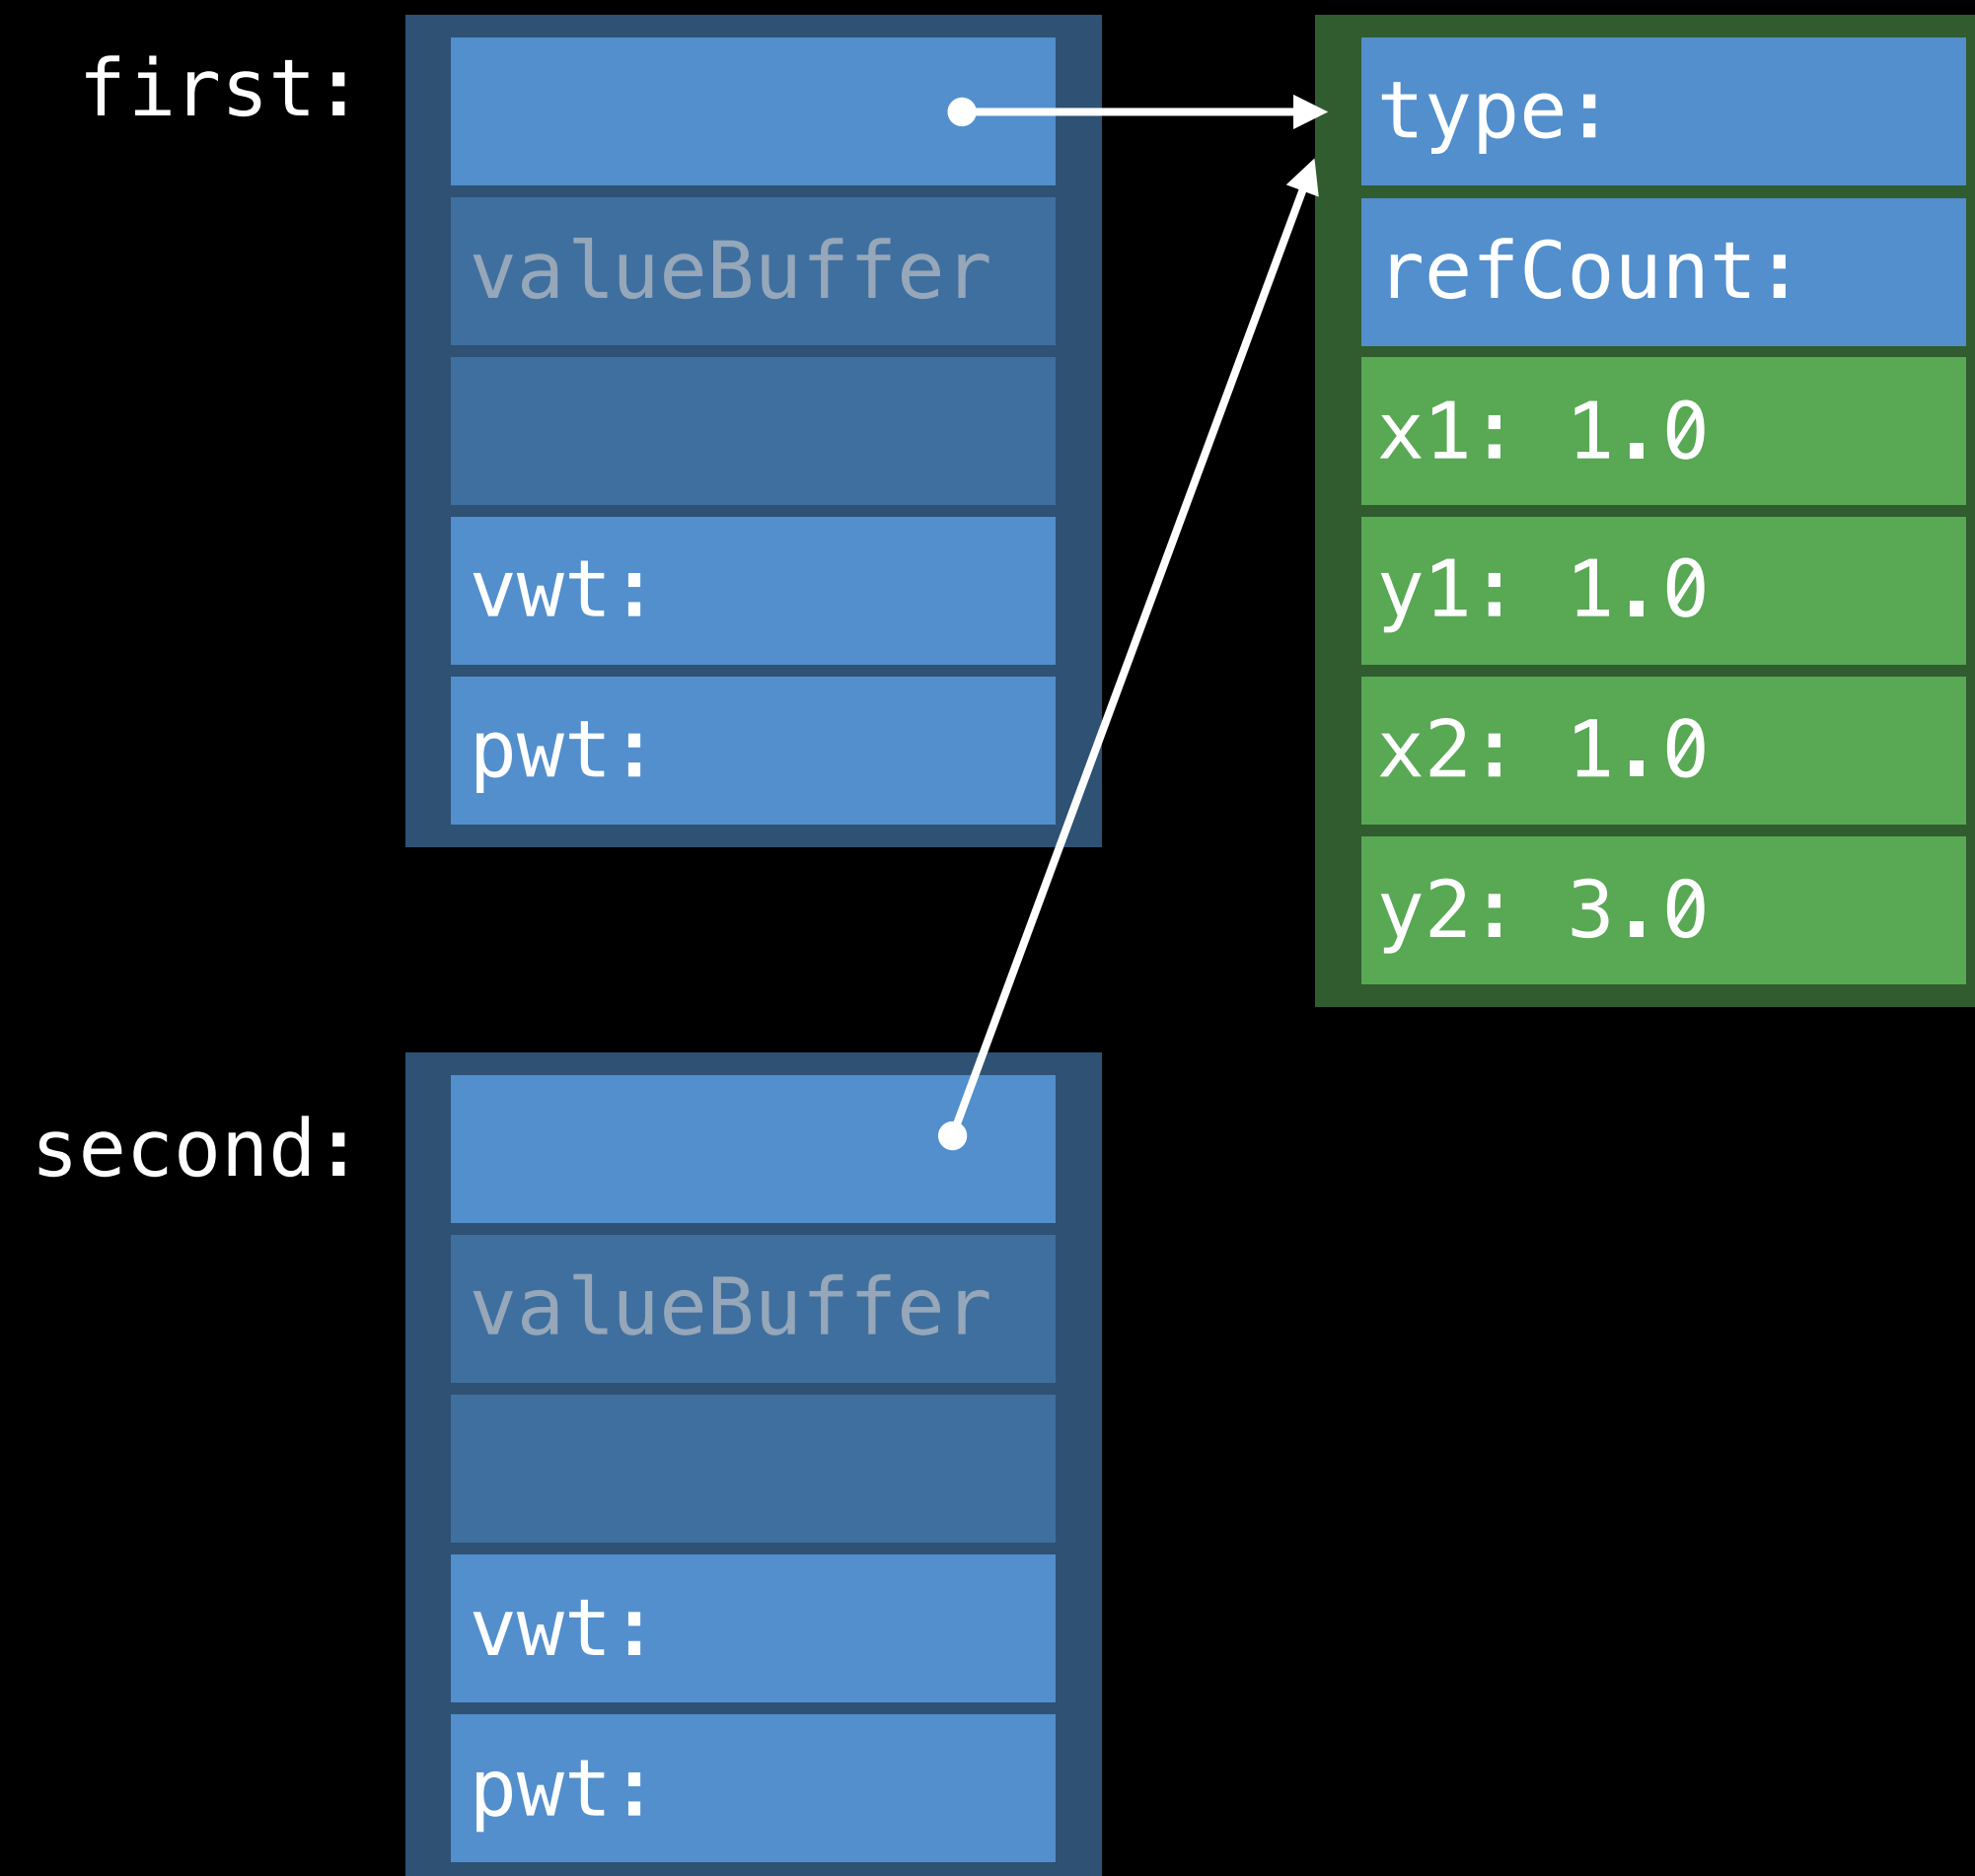 first:
valueBuffer
vwt:
pwt:
type:
refCount:
x1: 1.0
y1: 1.0
x2: 1.0
y2: 3.0
second:
valueBuffer
vwt:
pwt: